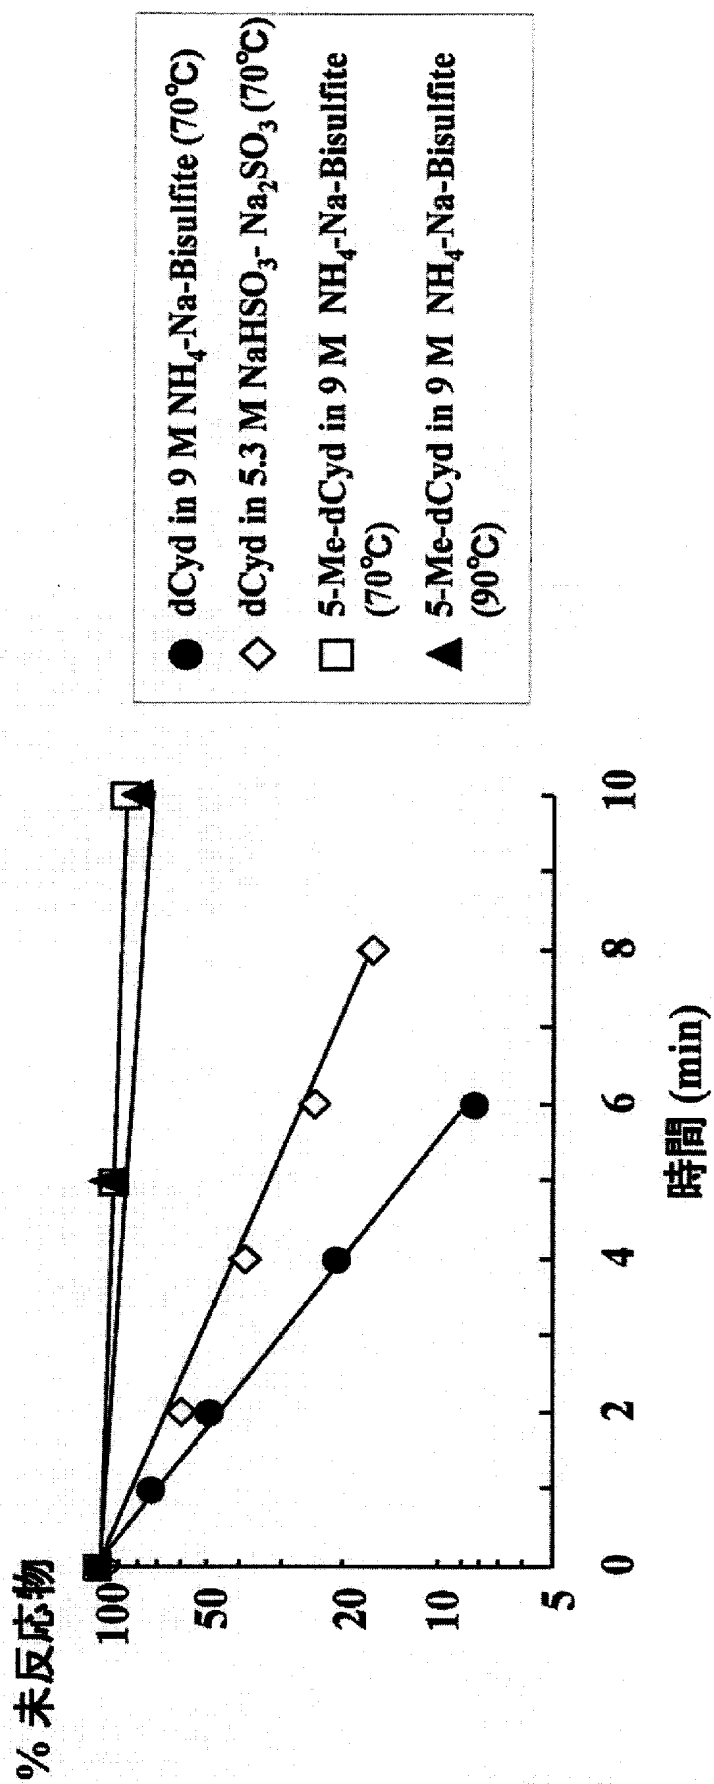 % 未反応物
100
50
20
10
5
0
2
4
6
8
10
時間 (min)
dCyd in 9 M NH₄-Na-Bisulfite (70℃)
dCyd in 5.3 M NaHSO₃- Na₂SO₃ (70℃)
5-Me-dCyd in 9 M NH₄-Na-Bisulfite
(70℃)
5-Me-dCyd in 9 M NH₄-Na-Bisulfite
(90℃)